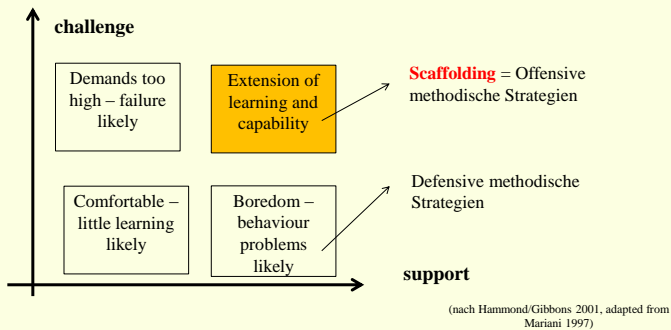 challenge
Demands too
high – failure
likely
Extension of
learning and
capability
Scaffolding = Offensive
methodische Strategien
Comfortable –
little learning
likely
Boredom –
behaviour
problems
likely
Defensive methodische
Strategien
support
(nach Hammond/Gibbons 2001, adapted from
Mariani 1997)